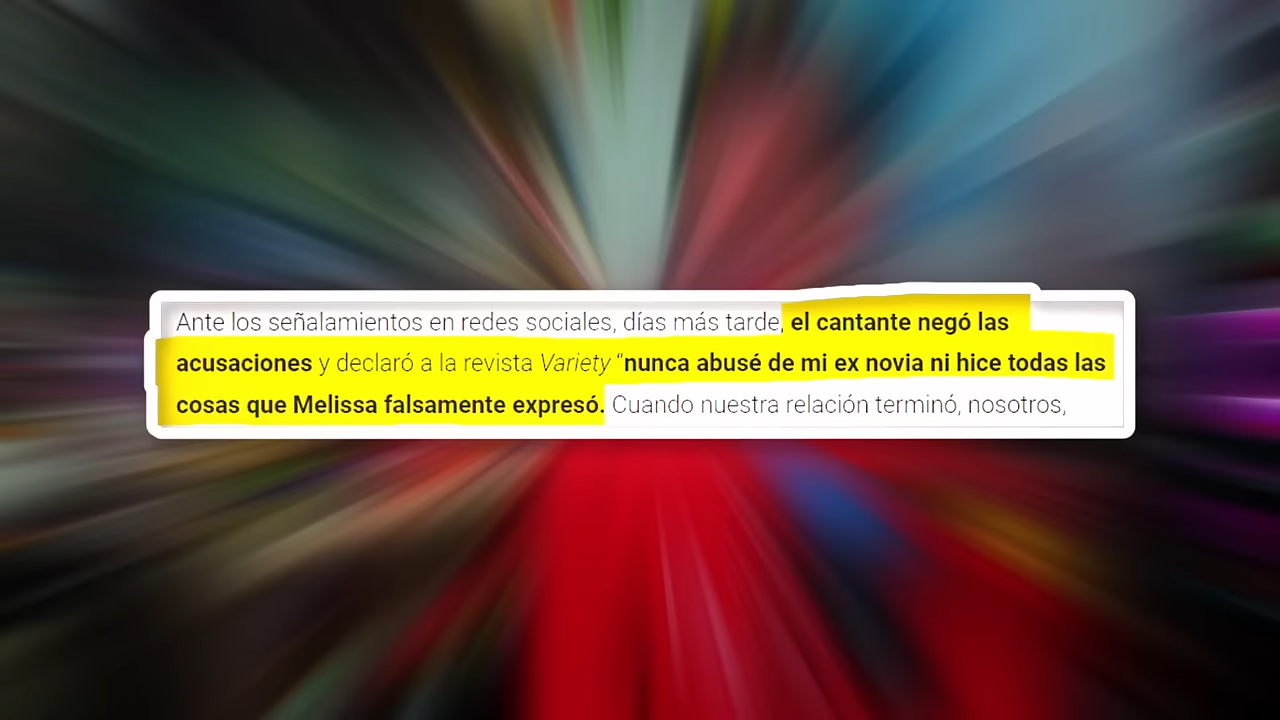 Ante los señalamientos en redes sociales, días más tarde, el cantante negó las
acusaciones y declaró a la revista Variety “nunca abusé de mi ex novia ni hice todas las
cosas que Melissa falsamente expresó. Cuando nuestra relación terminó, nosotros,